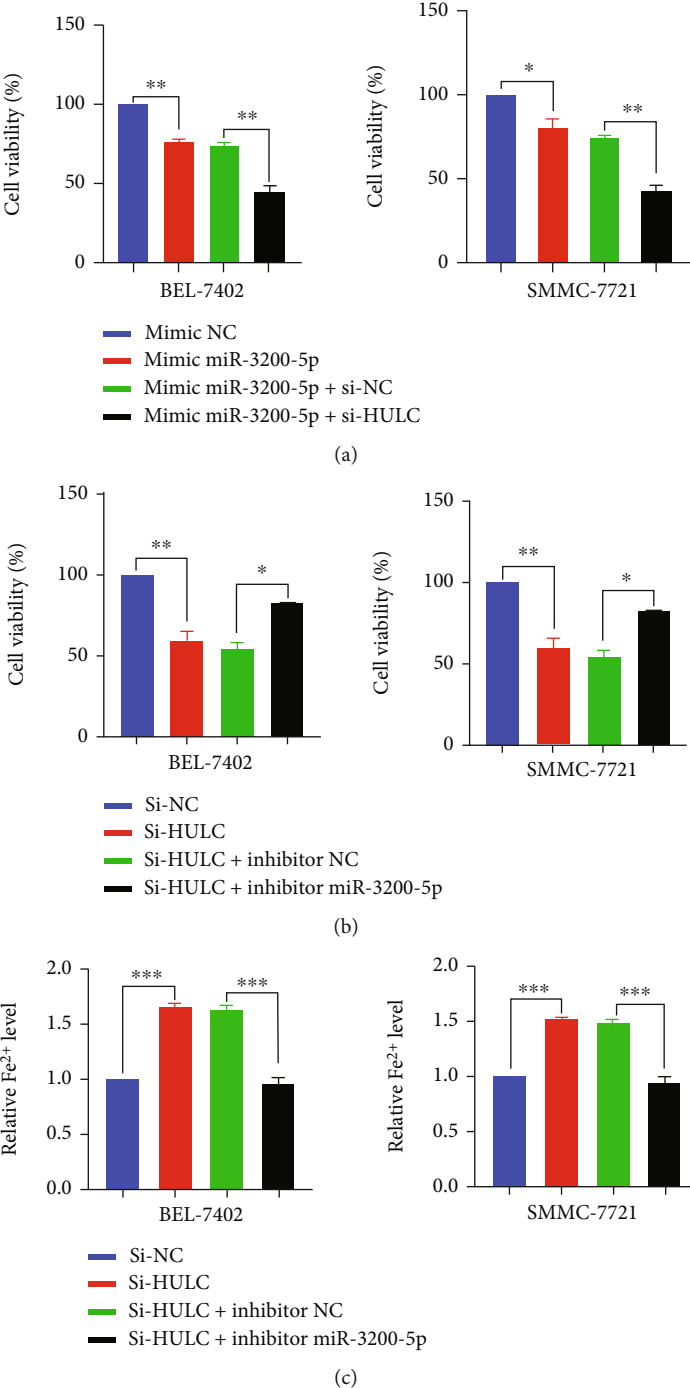 150
100
50
0
Cell viability (%)
**
**
BEL-7402
150
100
50
0
Cell viability (%)
*
**
SMMC-7721
Mimic NC
Mimic miR-3200-5p
Mimic miR-3200-5p + si-NC
Mimic miR-3200-5p + si-HULC
(a)
150
100
50
0
Cell viability (%)
**
*
BEL-7402
150
100
50
0
Cell viability (%)
**
*
SMMC-7721
Si-NC
Si-HULC
Si-HULC + inhibitor NC
Si-HULC + inhibitor miR-3200-5p
(b)
2.0
1.5
1.0
0.5
0.0
Relative Fe²⁺ level
***
***
BEL-7402
2.0
1.5
1.0
0.5
0.0
Relative Fe²⁺ level
***
***
SMMC-7721
Si-NC
Si-HULC
Si-HULC + inhibitor NC
Si-HULC + inhibitor miR-3200-5p
(c)